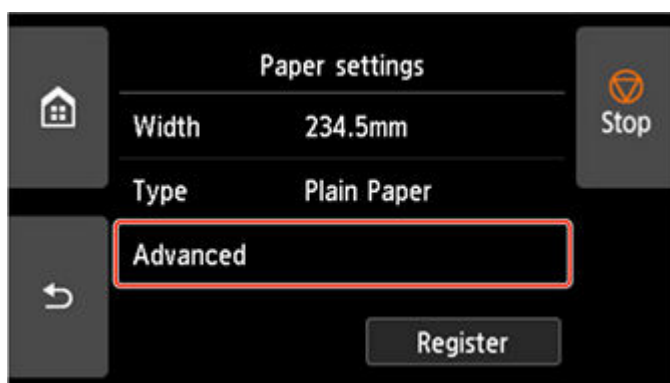 Paper settings
Stop
Width 234.5mm
Type Plain Paper
Advanced
Register